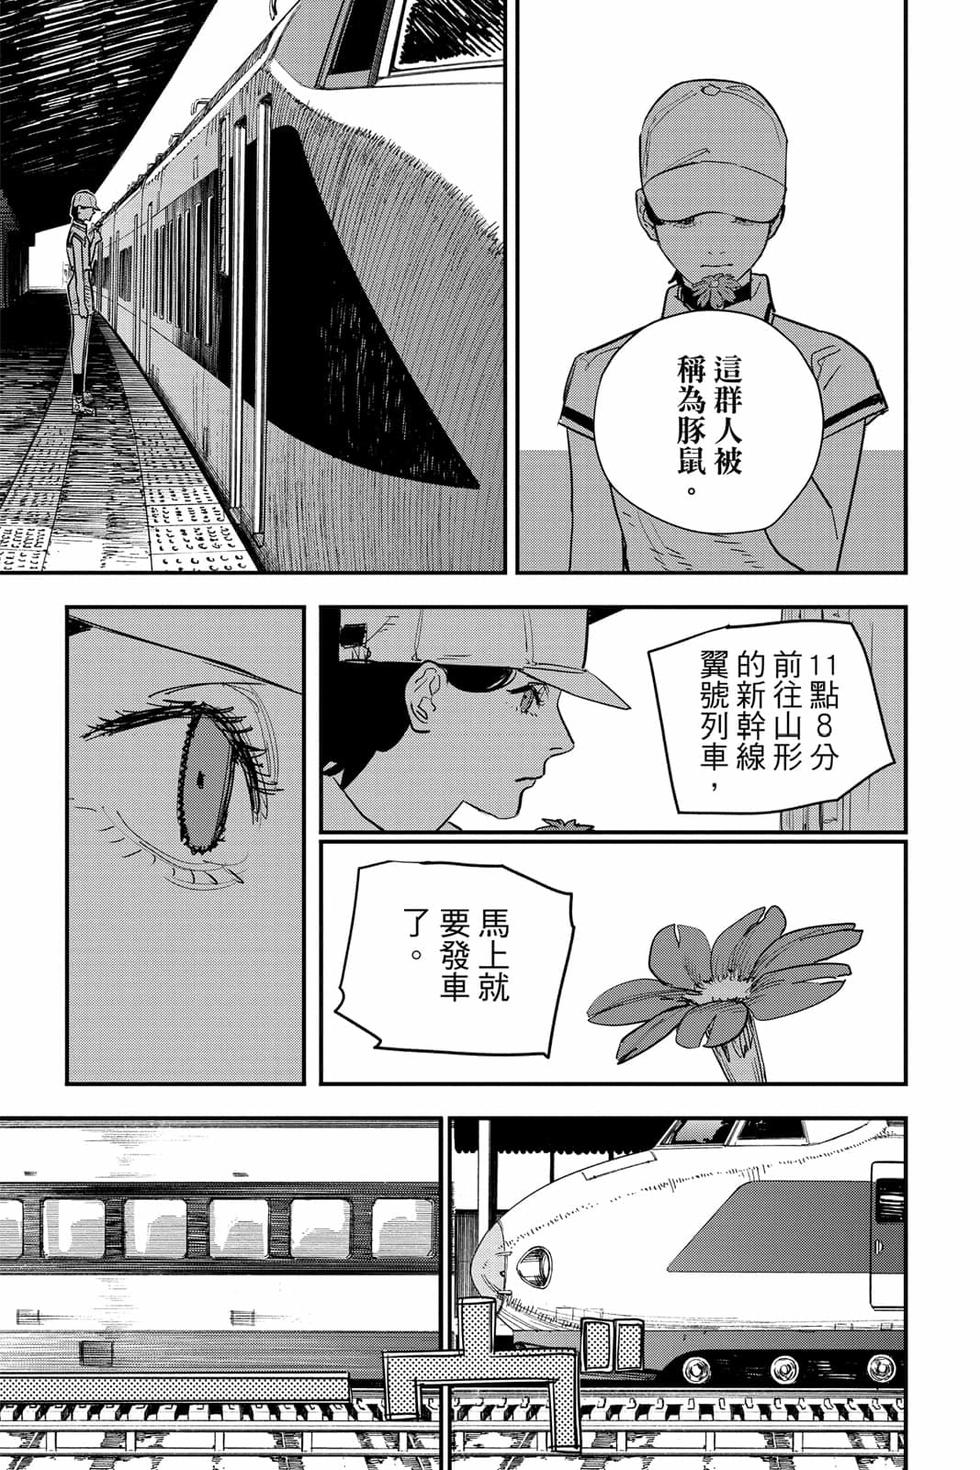 這群人被
稱為豚鼠。
11點8分
前往山形
的新幹線
翼號列車，
馬上就
要發車
了。